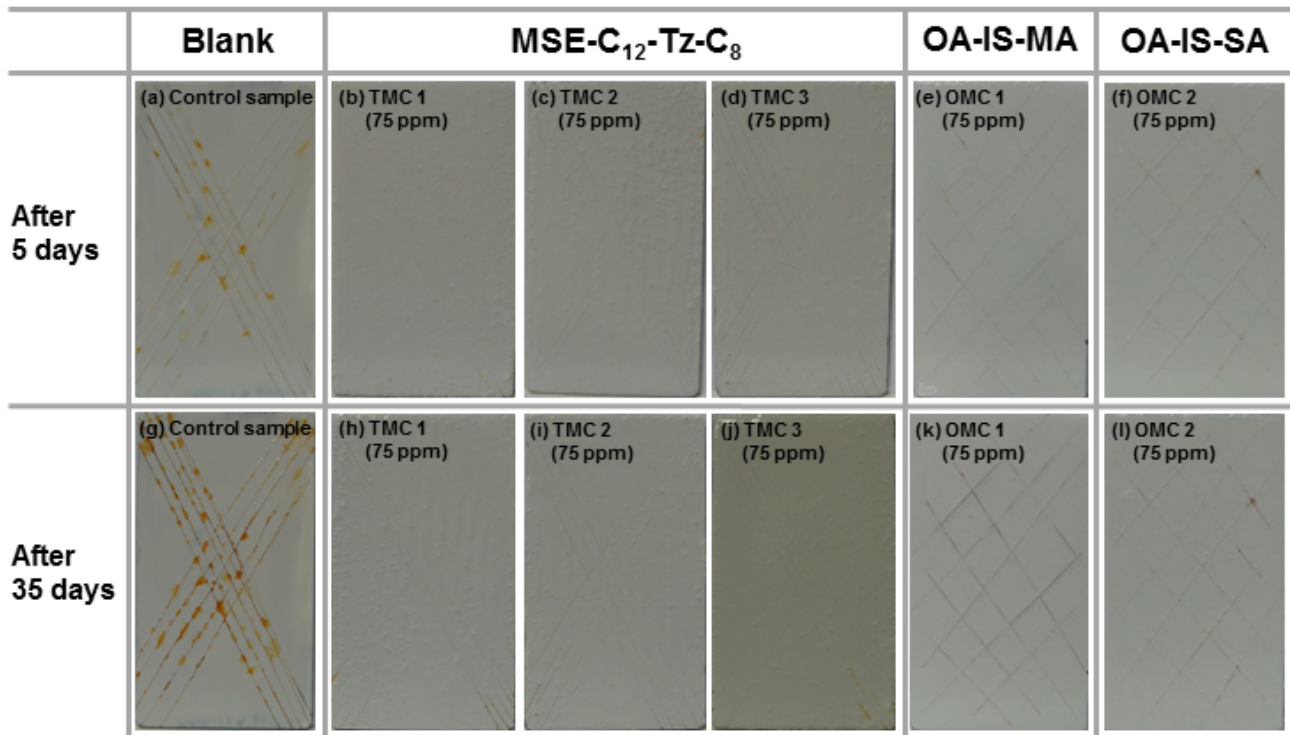 Blank
MSE-C₁₂-Tz-C₈
OA-IS-MA
OA-IS-SA
After
5 days
(a) Control sample
(b) TMC 1
(75 ppm)
(c) TMC 2
(75 ppm)
(d) TMC 3
(75 ppm)
(e) OMC 1
(75 ppm)
(f) OMC 2
(75 ppm)
After
35 days
(g) Control sample
(h) TMC 1
(75 ppm)
(i) TMC 2
(75 ppm)
(j) TMC 3
(75 ppm)
(k) OMC 1
(75 ppm)
(l) OMC 2
(75 ppm)